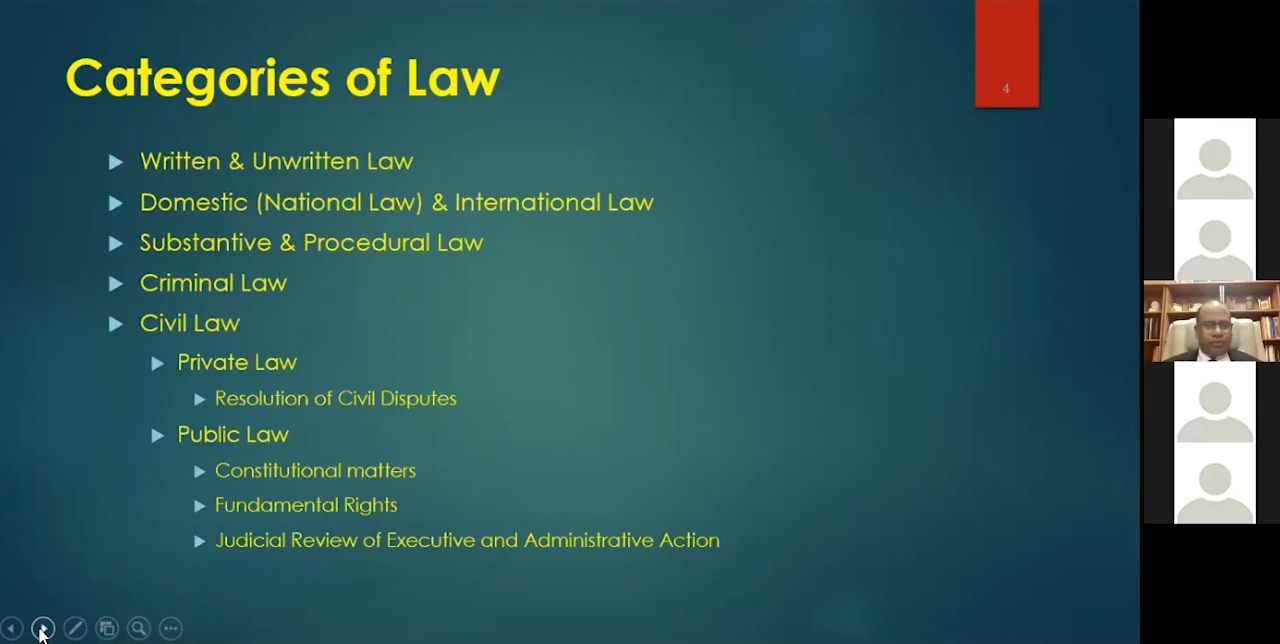 Categories of Law
4
Written & Unwritten Law
Domestic (National Law) & International Law
Substantive & Procedural Law
Criminal Law
Civil Law
Private Law
Resolution of Civil Disputes
Public Law
Constitutional matters
Fundamental Rights
Judicial Review of Executive and Administrative Action